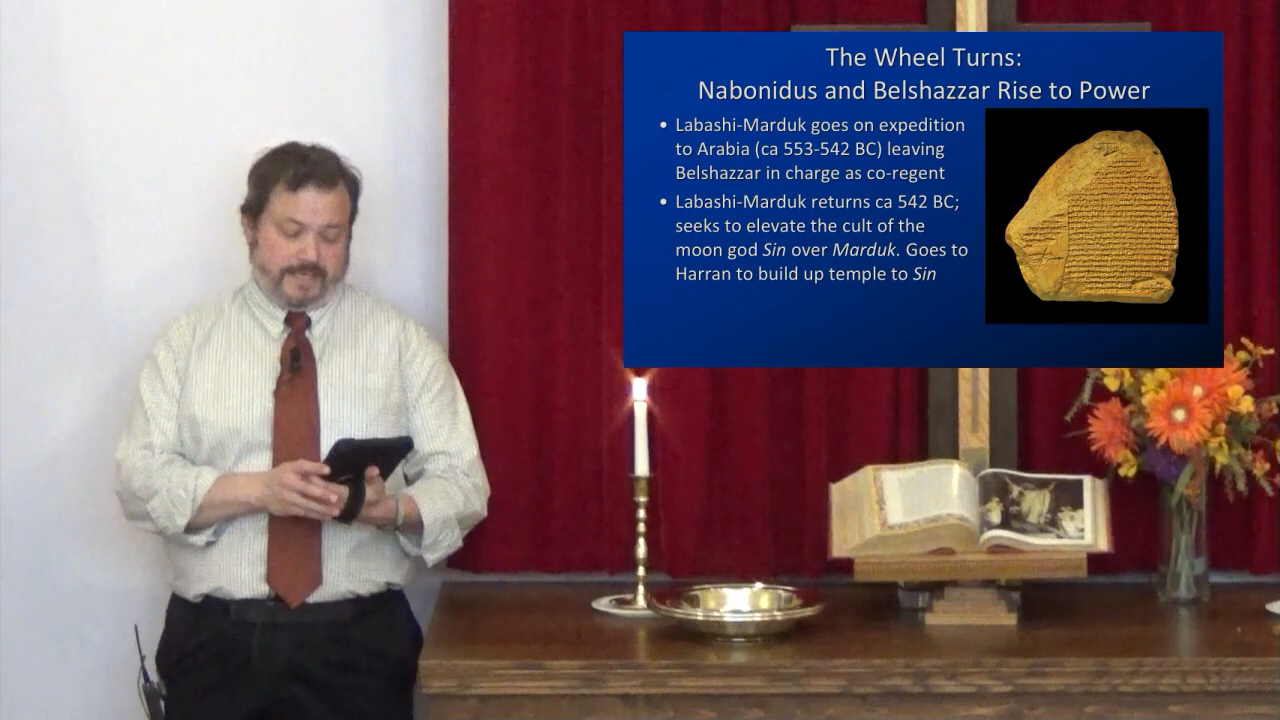 The Wheel Turns:
Nabonidus and Belshazzar Rise to Power
• Labashi-Marduk goes on expedition
to Arabia (ca 553-542 BC) leaving
Belshazzar in charge as co-regent
• Labashi-Marduk returns ca 542 BC;
seeks to elevate the cult of the
moon god Sin over Marduk. Goes to
Harran to build up temple to Sin